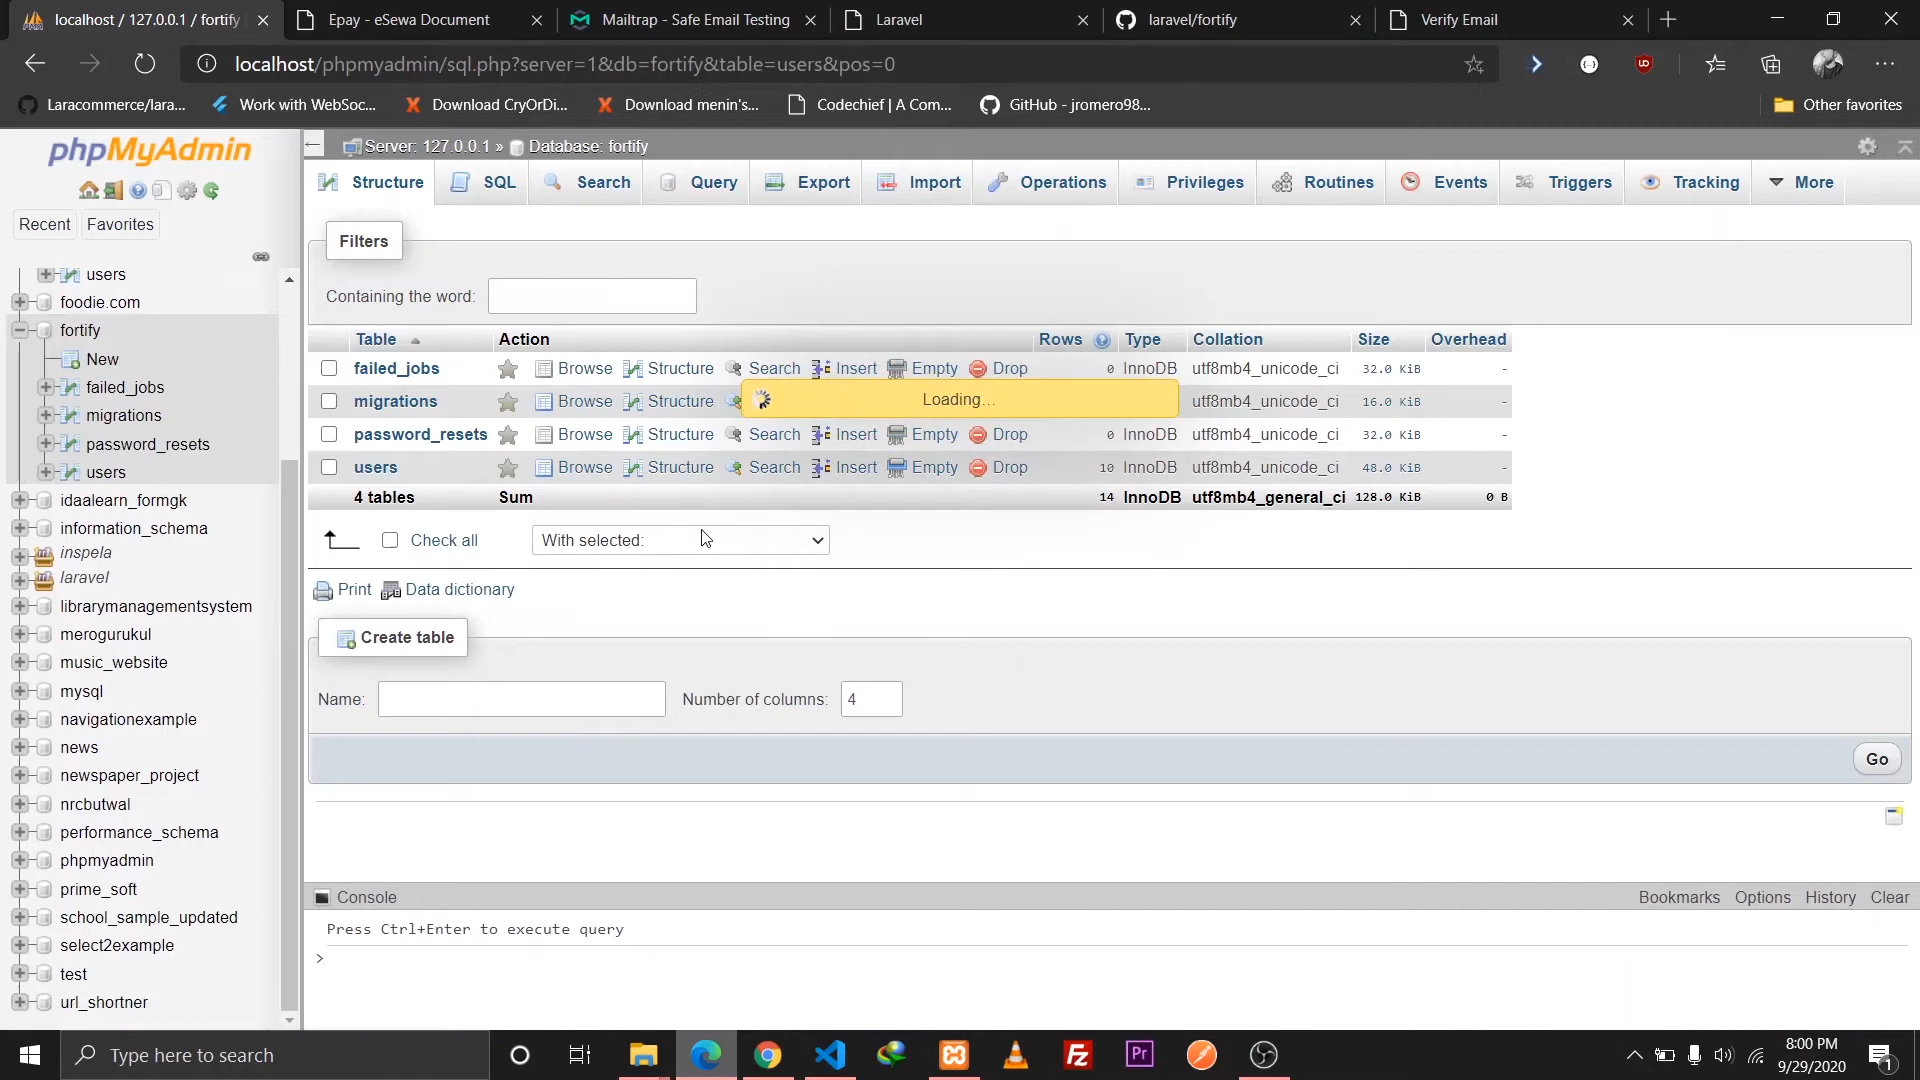 localhost / 127.0.0.1 / fortify
Epay - eSewa Document
Mailtrap - Safe Email Testing
Laravel
laravel/fortify
Verify Email
localhost/phpmyadmin/sql.php?server=1&db=fortify&table=users&pos=0
Laracommerce/lara...
Work with WebSoc...
Download CryOrDi...
Download menin's...
Codechief | A Com...
GitHub - jromero98...
Other favorites
phpMyAdmin
Recent
Favorites
users
foodie.com
fortify
New
failed_jobs
migrations
password_resets
users
idaalearn_formgk
information_schema
inspela
laravel
librarymanagementsystem
merogurukul
music_website
mysql
navigationexample
news
newspaper_project
nrcbutwal
performance_schema
phpmyadmin
prime_soft
school_sample_updated
select2example
test
url_shortner
Server: 127.0.0.1 » Database: fortify
Structure SQL Search Query Export Import Operations Privileges Routines Events Triggers Tracking More
Filters
Containing the word:
Table Action Rows Type Collation Size Overhead
failed_jobs Browse Structure Search Insert Empty Drop 0 InnoDB utf8mb4_unicode_ci 32.0 KiB -
migrations Browse Structure utf8mb4_unicode_ci 16.0 KiB -
Loading...
password_resets Browse Structure Search Insert Empty Drop 0 InnoDB utf8mb4_unicode_ci 32.0 KiB -
users Browse Structure Search Insert Empty Drop 10 InnoDB utf8mb4_unicode_ci 48.0 KiB -
4 tables Sum 14 InnoDB utf8mb4_general_ci 128.0 KiB 0 B
Check all With selected:
Print Data dictionary
Create table
Name: Number of columns: 4
Go
Console Bookmarks Options History Clear
Press Ctrl+Enter to execute query
>
Type here to search
8:00 PM
9/29/2020
1